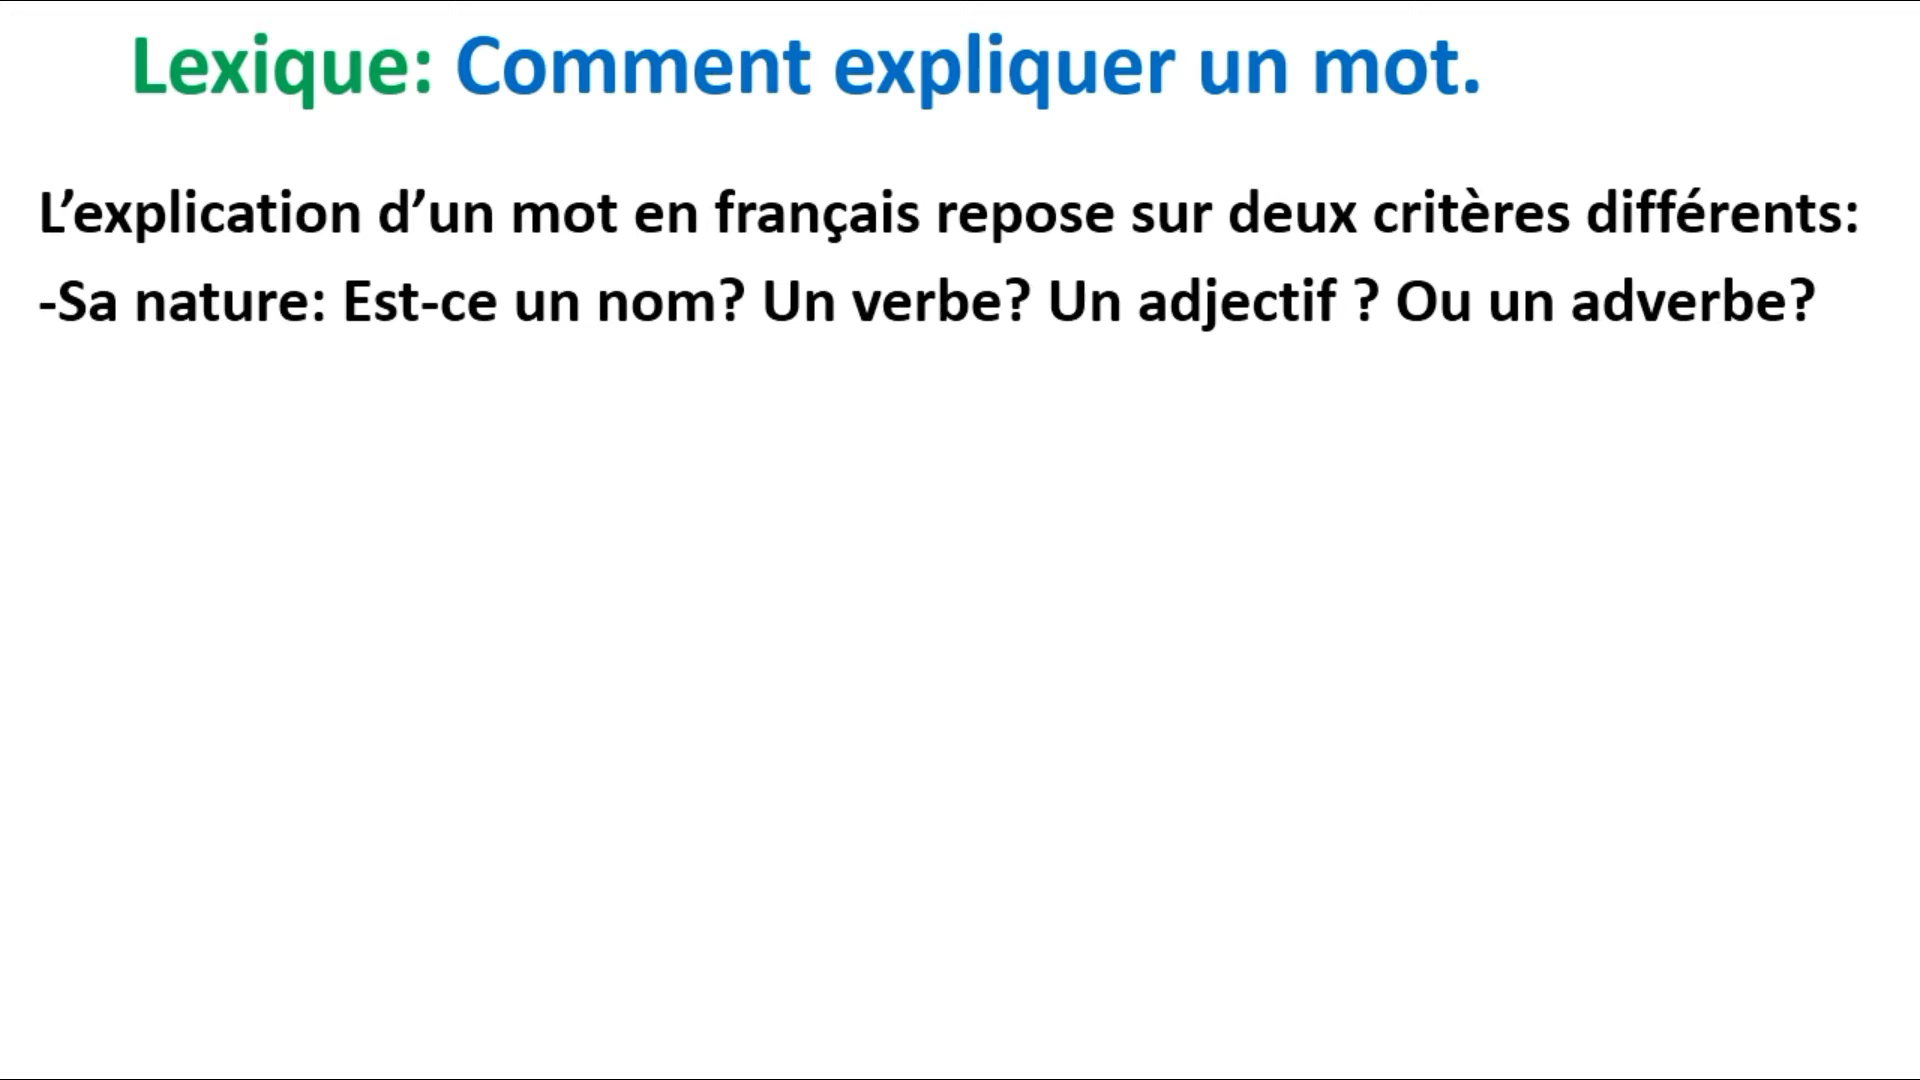 Lexique: Comment expliquer un mot.
L’explication d’un mot en français repose sur deux critères différents:
-Sa nature: Est-ce un nom? Un verbe? Un adjectif ? Ou un adverbe?